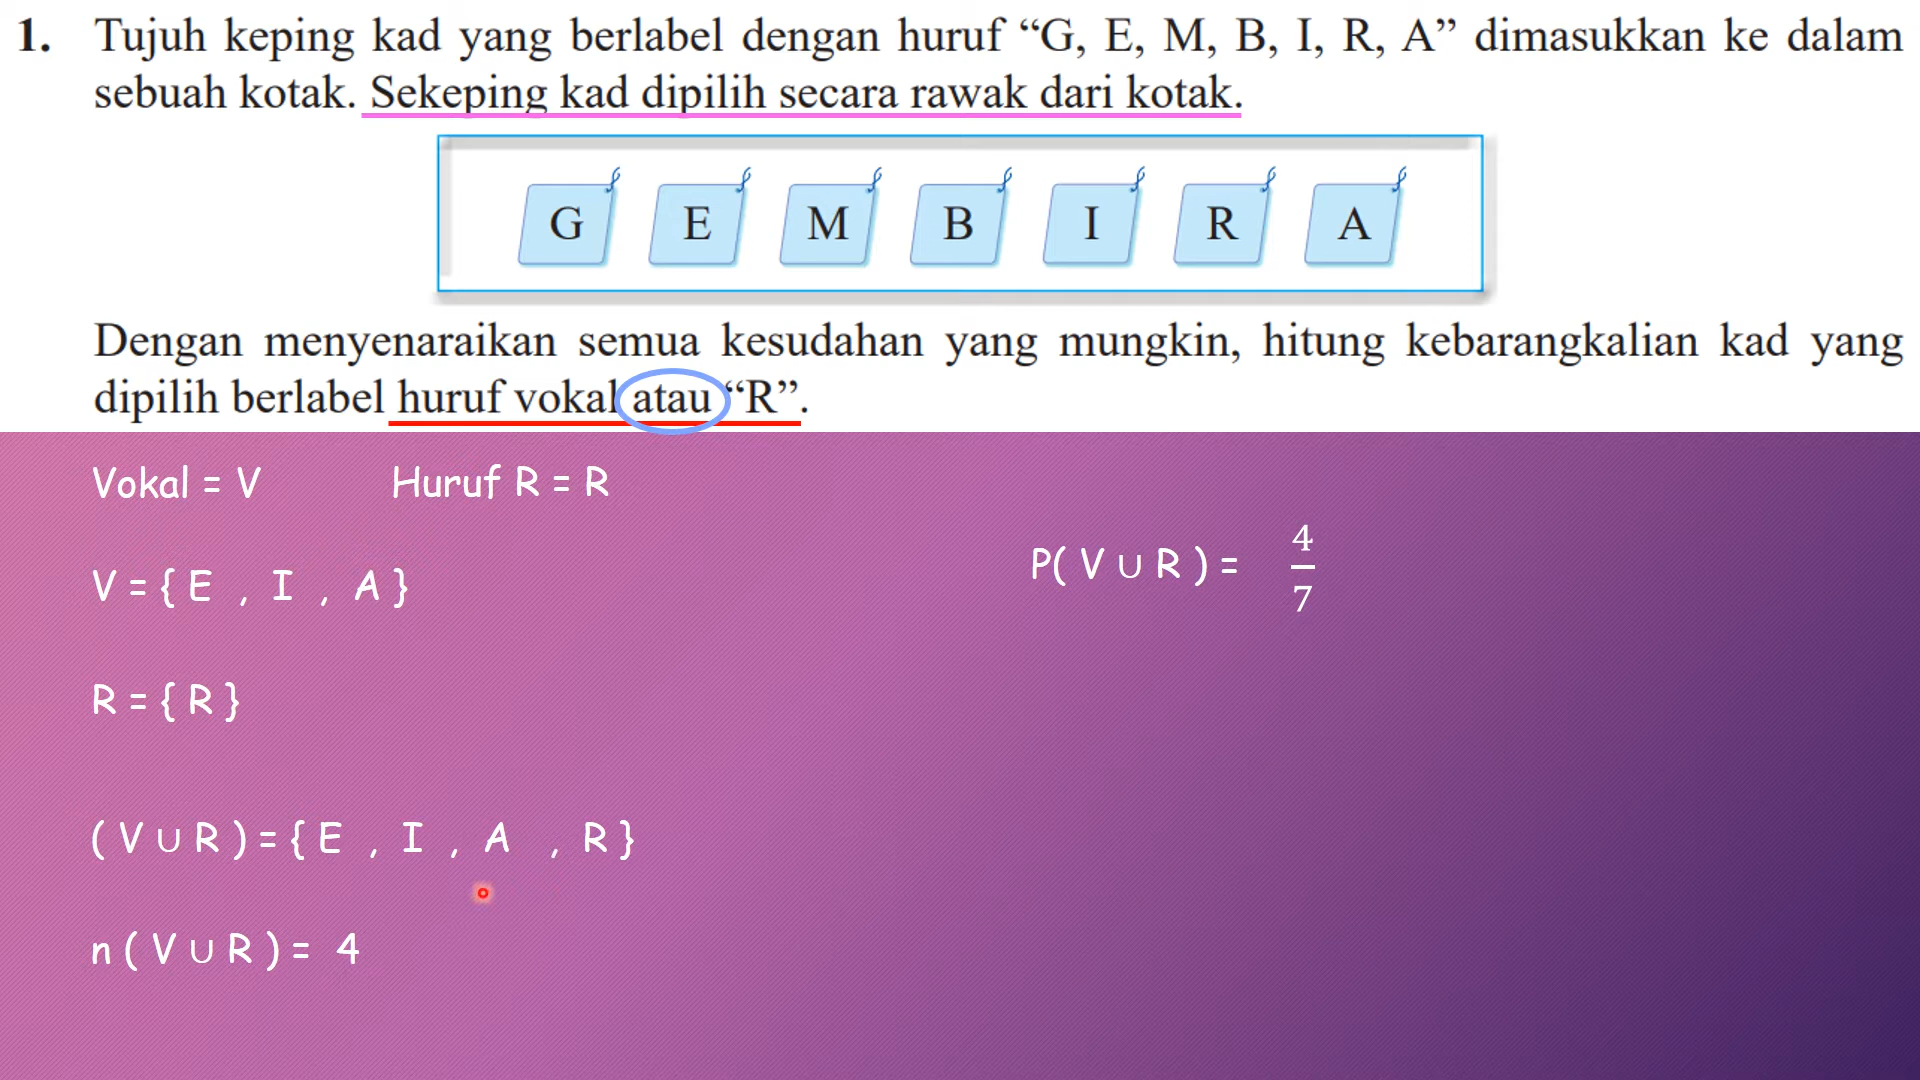 1. Tujuh keping kad yang berlabel dengan huruf “G, E, M, B, I, R, A” dimasukkan ke dalam
sebuah kotak. Sekeping kad dipilih secara rawak dari kotak.
G E M B I R A
Dengan menyenaraikan semua kesudahan yang mungkin, hitung kebarangkalian kad yang
dipilih berlabel huruf vokal atau “R”.
Vokal = V Huruf R = R
P( V ∪ R ) = 4/7
V = { E , I , A }
R = { R }
( V ∪ R ) = { E , I , A , R }
n ( V ∪ R ) = 4